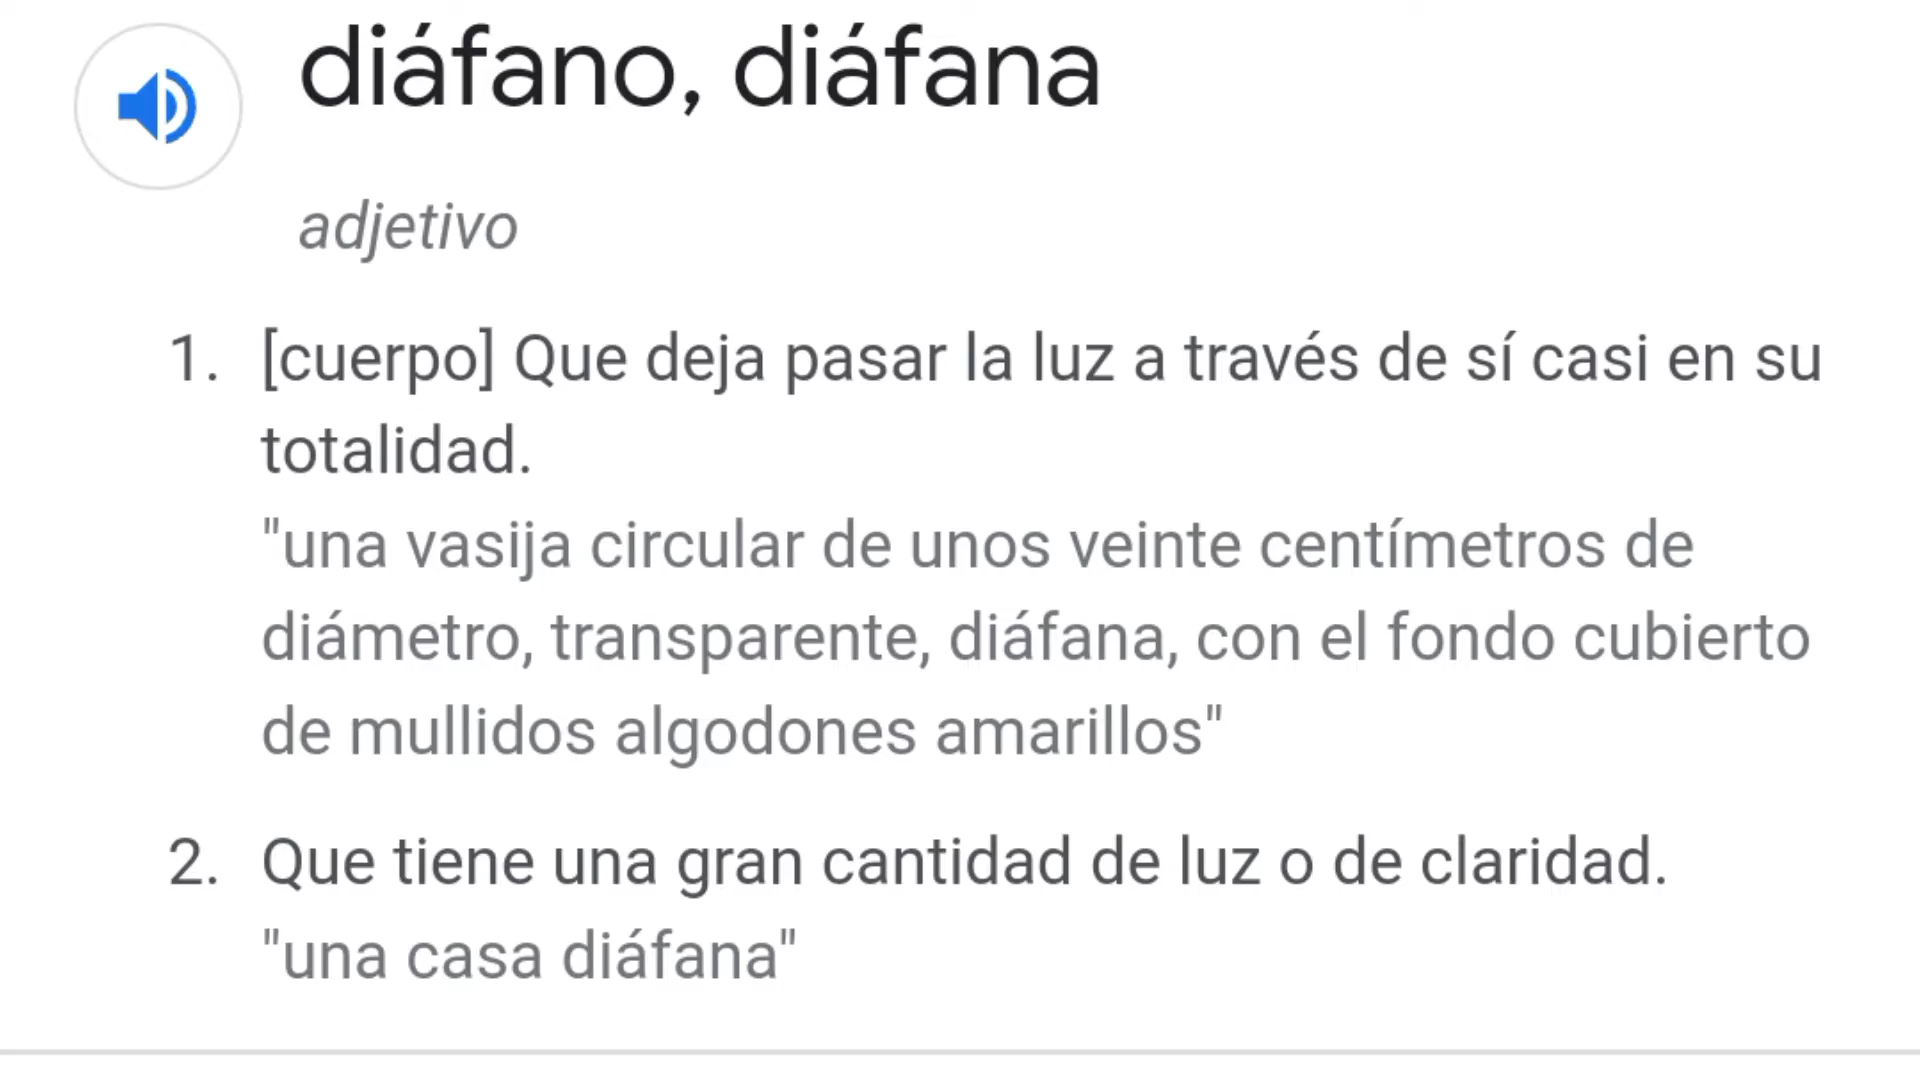 diáfano, diáfana
adjetivo
1. [cuerpo] Que deja pasar la luz a través de sí casi en su
totalidad.
"una vasija circular de unos veinte centímetros de
diámetro, transparente, diáfana, con el fondo cubierto
de mullidos algodones amarillos"
2. Que tiene una gran cantidad de luz o de claridad.
"una casa diáfana"